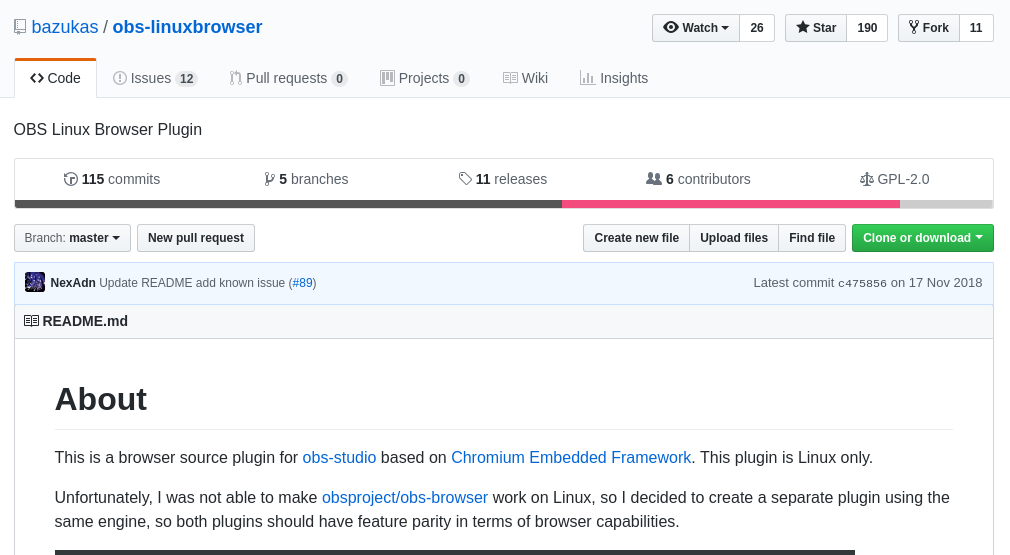 bazukas / obs-linuxbrowser
Watch 26 Star 190 Fork 11
Code Issues 12 Pull requests 0 Projects 0 Wiki Insights
OBS Linux Browser Plugin
115 commits 5 branches 11 releases 6 contributors GPL-2.0
Branch: master New pull request Create new file Upload files Find file Clone or download
NexAdn Update README add known issue (#89) Latest commit c475856 on 17 Nov 2018
README.md
About
This is a browser source plugin for obs-studio based on Chromium Embedded Framework. This plugin is Linux only.
Unfortunately, I was not able to make obsproject/obs-browser work on Linux, so I decided to create a separate plugin using the
same engine, so both plugins should have feature parity in terms of browser capabilities.